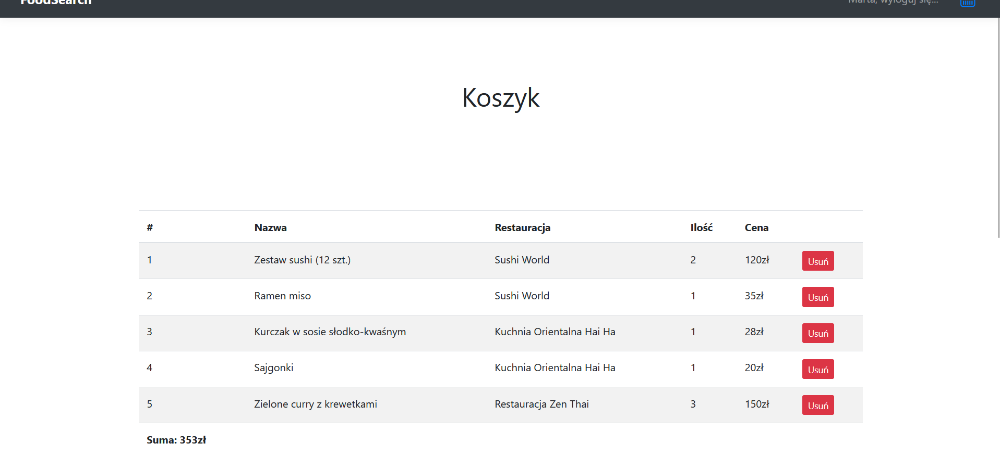 FoodSearch Marta, wyloguj się...
Koszyk
# Nazwa Restauracja Ilość Cena
1 Zestaw sushi (12 szt.) Sushi World 2 120zł Usuń
2 Ramen miso Sushi World 1 35zł Usuń
3 Kurczak w sosie słodko-kwaśnym Kuchnia Orientalna Hai Ha 1 28zł Usuń
4 Sajgonki Kuchnia Orientalna Hai Ha 1 20zł Usuń
5 Zielone curry z krewetkami Restauracja Zen Thai 3 150zł Usuń
Suma: 353zł